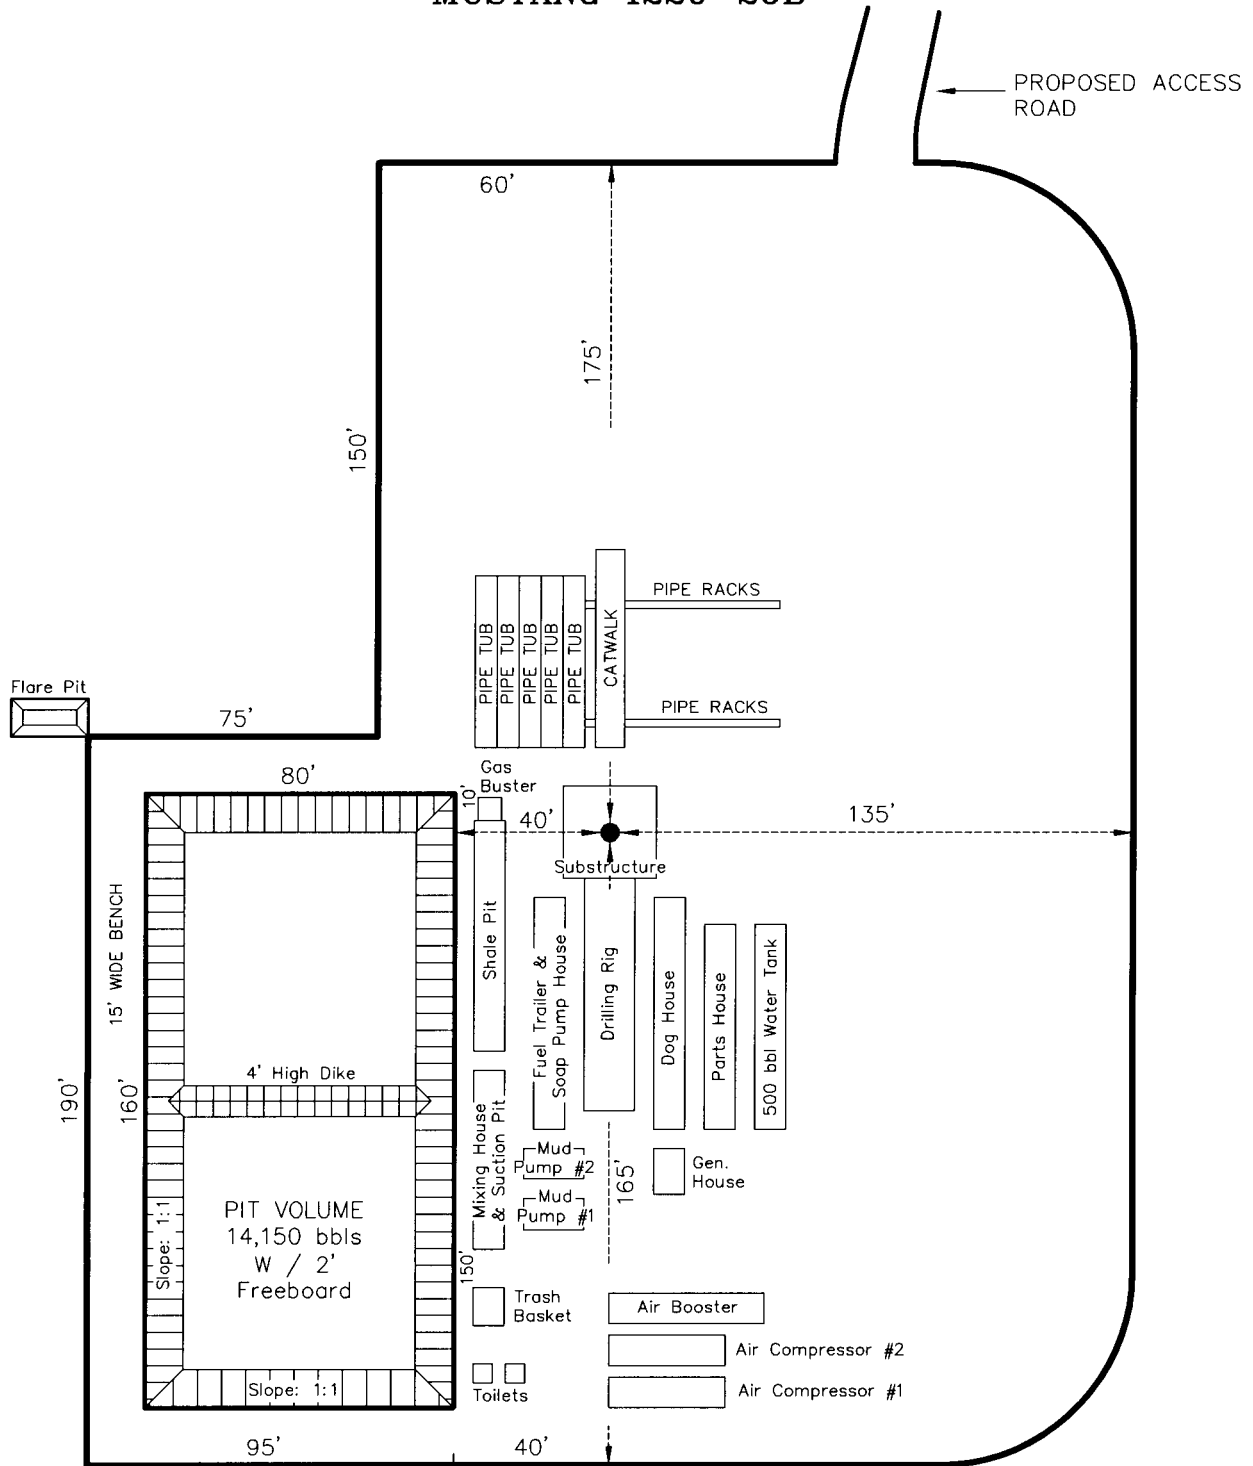 PROPOSED ACCESS
ROAD
60'
175'
150'
PIPE RACKS
PIPE TUB
PIPE TUB
PIPE TUB
PIPE TUB
PIPE TUB
CATWALK
PIPE RACKS
Flare Pit
75'
80'
Gas
Buster
10'
40'
135'
Substructure
15' WIDE BENCH
Shale Pit
Fuel Trailer &
Soap Pump House
Drilling Rig
Dog House
Parts House
500 bbl Water Tank
4' High Dike
190'
160'
Mixing House
& Suction Pit
Mud
Pump #2
Mud
Pump #1
165'
Gen.
House
PIT VOLUME
14,150 bbls
W / 2'
Freeboard
Slope: 1:1
150'
Trash
Basket
Air Booster
Air Compressor #2
Slope: 1:1
Toilets
Air Compressor #1
95'
40'